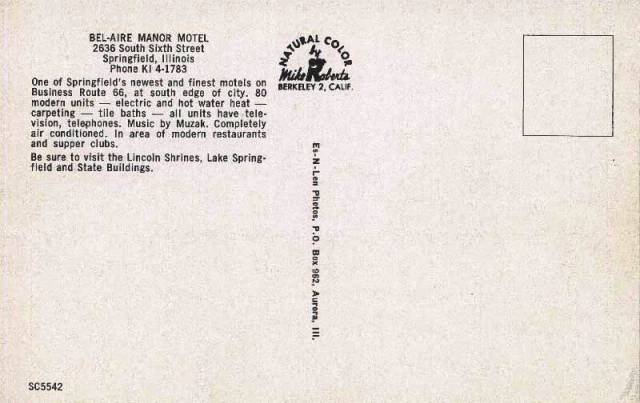 BEL-AIRE MANOR MOTEL
2636 South Sixth Street
Springfield, Illinois
Phone KI 4-1783
One of Springfield's newest and finest motels on
Business Route 66, at south edge of city. 80
modern units — electric and hot water heat —
carpeting — tile baths — all units have tele-
vision, telephones. Music by Muzak. Completely
air conditioned. In area of modern restaurants
and supper clubs.
Be sure to visit the Lincoln Shrines, Lake Spring-
field and State Buildings.
NATURAL COLOR
by
Mike Roberts
BERKELEY 2, CALIF.
Es-N-Len Photos, P.O. Box 962, Aurora, Ill.
SC5542